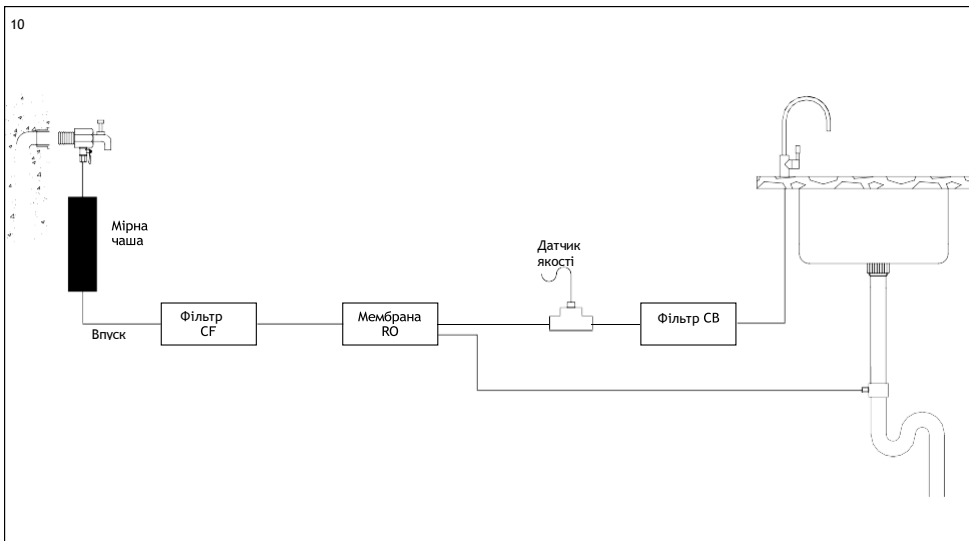 10
Мірна
чаша
Датчик
якості
Впуск
Фільтр
CF
Мембрана
RO
Фільтр CB